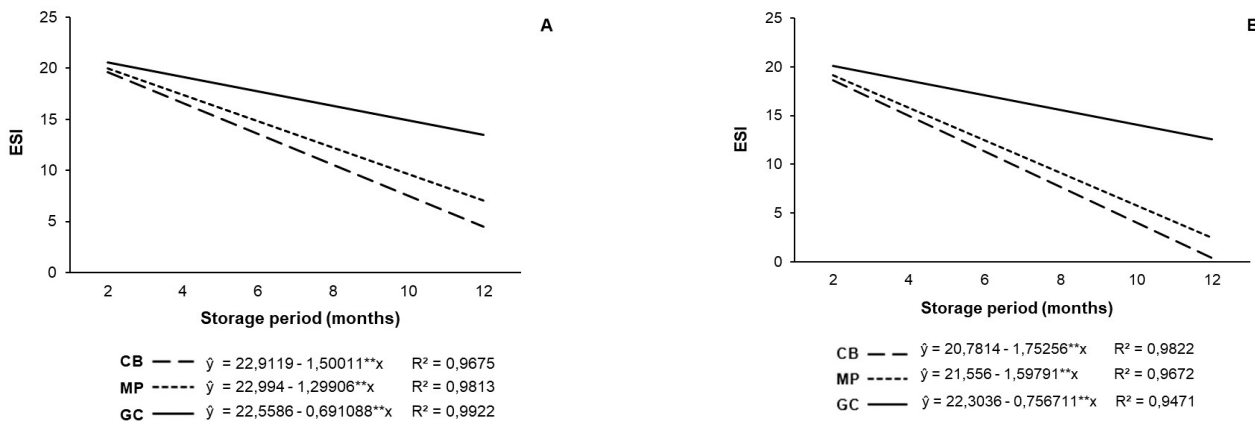 A
25
20
15
10
5
0
ESI
2 4 6 8 10 12
Storage period (months)
CB ŷ = 22,9119 - 1,50011**x R² = 0,9675
MP ŷ = 22,994 - 1,29906**x R² = 0,9813
GC ŷ = 22,5586 - 0,691088**x R² = 0,9922
B
25
20
15
10
5
0
ESI
2 4 6 8 10 12
Storage period (months)
CB ŷ = 20,7814 - 1,75256**x R² = 0,9822
MP ŷ = 21,556 - 1,59791**x R² = 0,9672
GC ŷ = 22,3036 - 0,756711**x R² = 0,9471